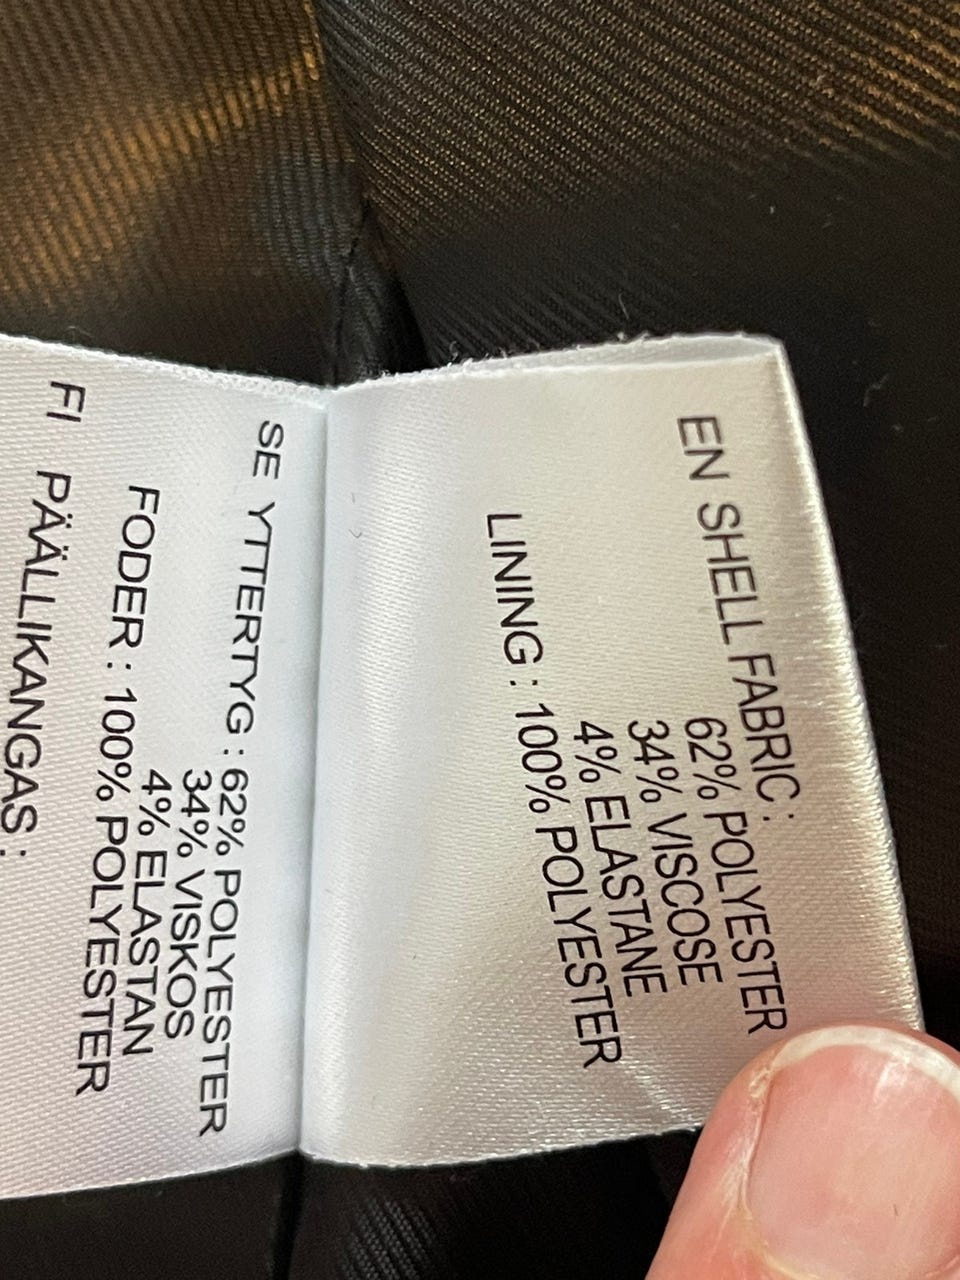 EN SHELL FABRIC :
62% POLYESTER
34% VISCOSE
4% ELASTANE
LINING : 100% POLYESTER
SE YTTERTYG : 62% POLYESTER
34% VISKOS
4% ELASTAN
FODER : 100% POLYESTER
FI PÄÄLLIKANGAS :